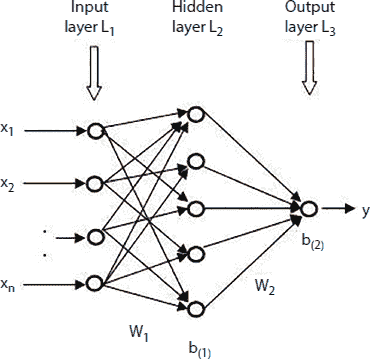 Input
layer L1
Hidden
layer L2
Output
layer L3
x1
x2
.
.
xn
y
b(2)
W2
W1
b(1)